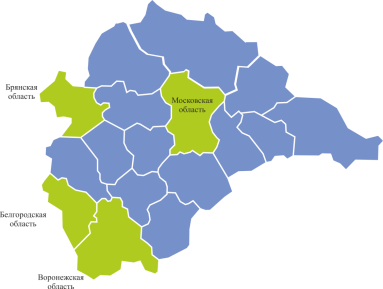 Брянская
область
Московская
область
Белгородская
область
Воронежская
область